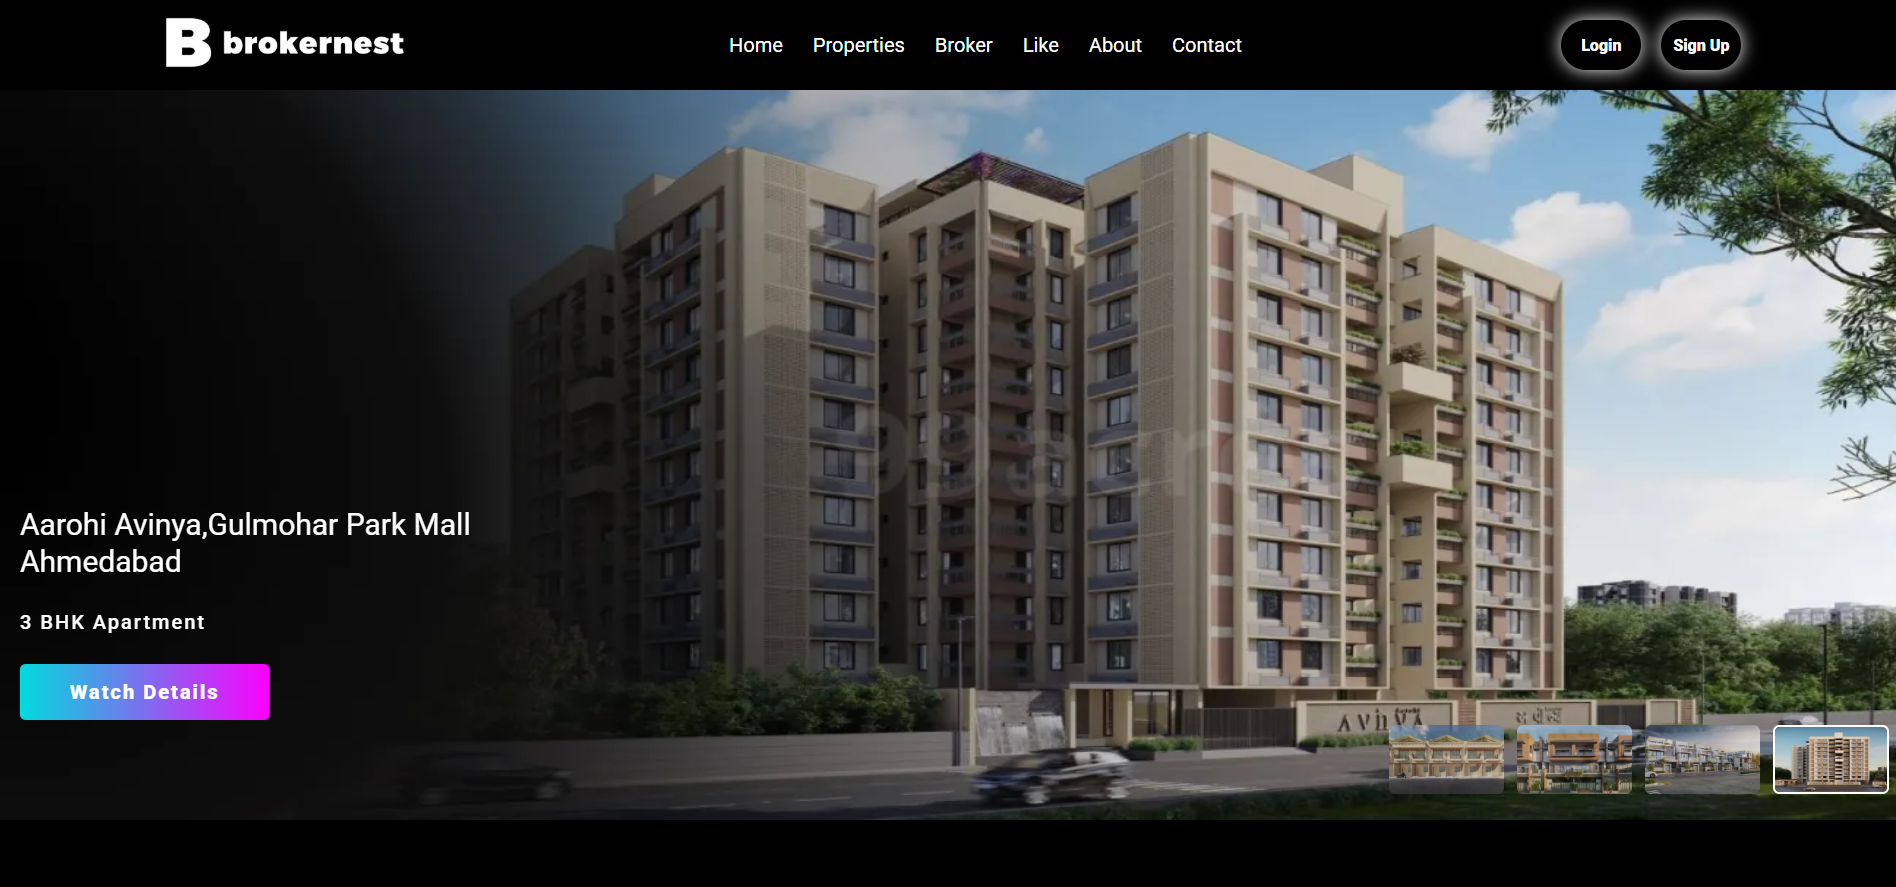 B brokernest
Home Properties Broker Like About Contact
Login Sign Up
99acres
Aarohi Avinya,Gulmohar Park Mall
Ahmedabad
3 BHK Apartment
Watch Details
AVINYA